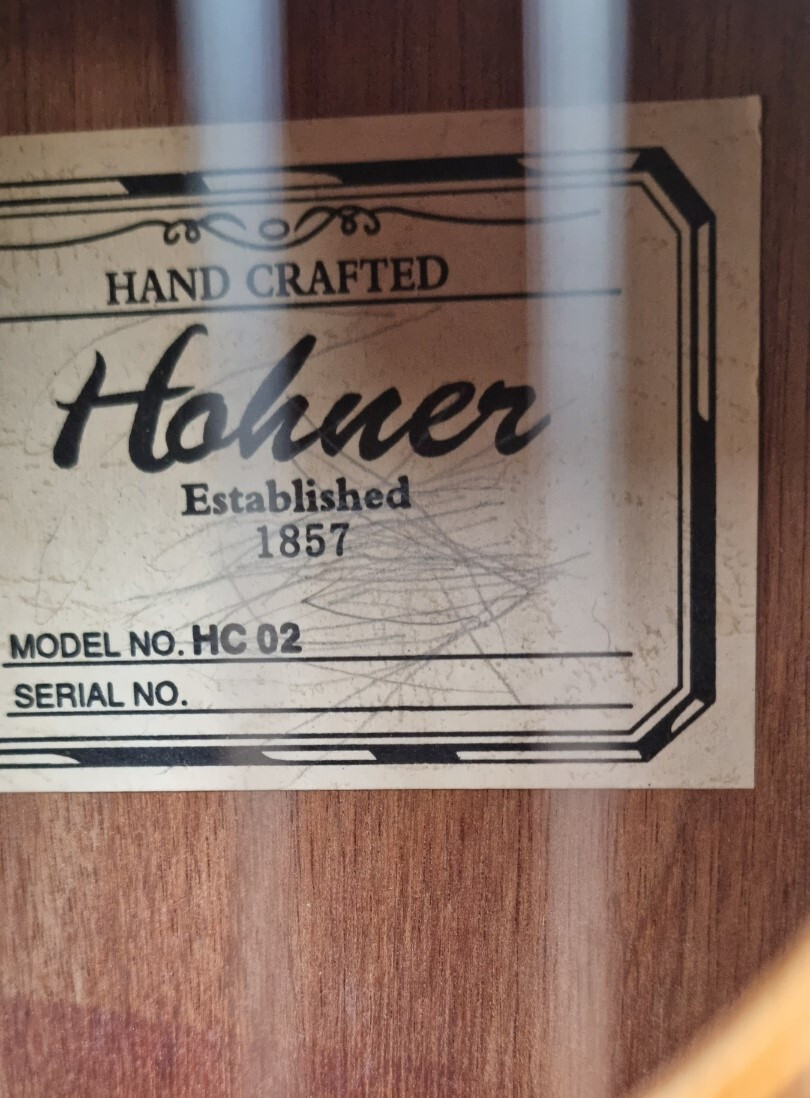 HAND CRAFTED
Hohner
Established
1857
MODEL NO. HC 02
SERIAL NO.